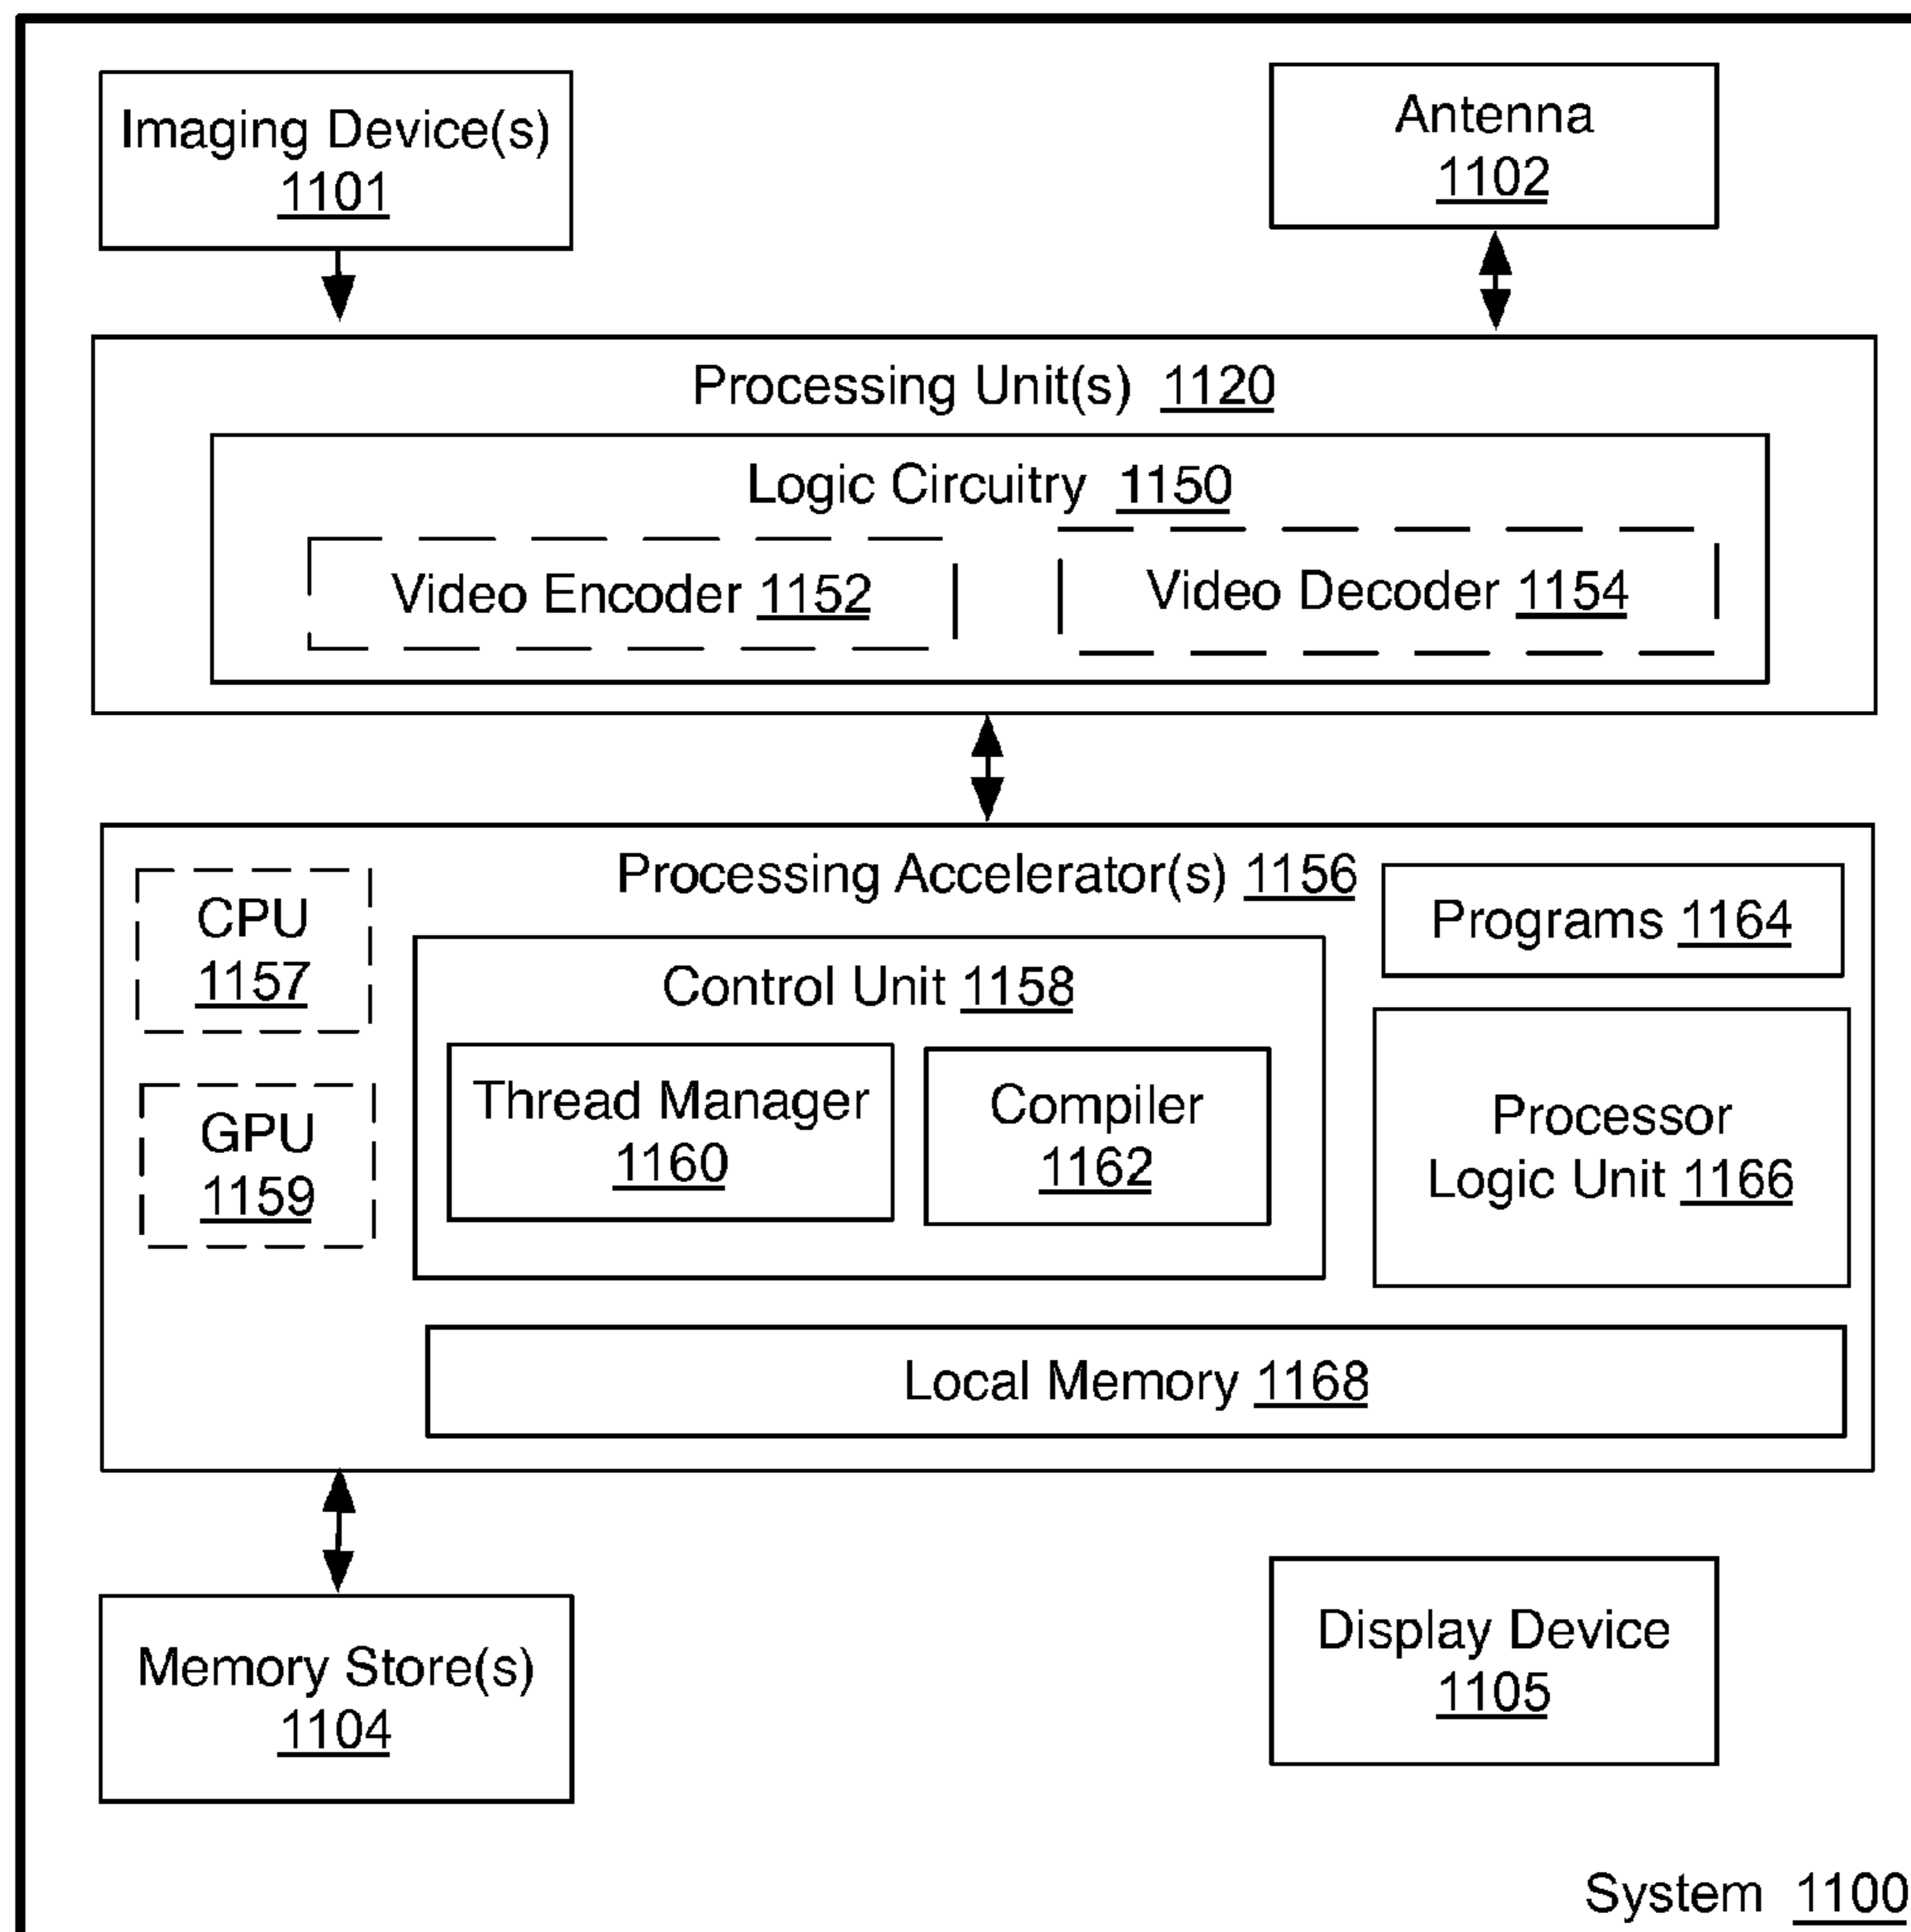 Imaging Device(s)
1101
Antenna
1102
Processing Unit(s) 1120
Logic Circuitry 1150
Video Encoder 1152
Video Decoder 1154
Processing Accelerator(s) 1156
CPU
1157
Programs 1164
Control Unit 1158
Thread Manager
1160
Compiler
1162
GPU
1159
Processor
Logic Unit 1166
Local Memory 1168
Memory Store(s)
1104
Display Device
1105
System 1100